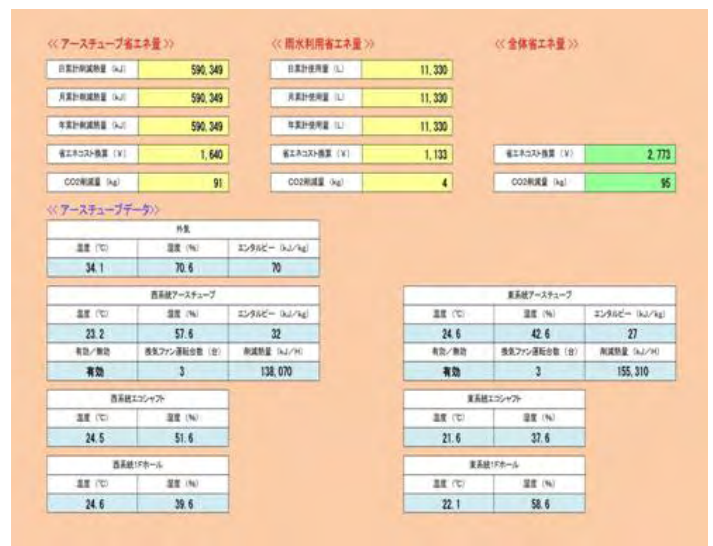 ≪ アースチューブ省エネ量 ≫
≪ 雨水利用省エネ量 ≫
≪ 全体省エネ量 ≫
日累計削減熱量 (kJ) 590,349
日累計使用量 (L) 11,330
月累計削減熱量 (kJ) 590,349
月累計使用量 (L) 11,330
年累計削減熱量 (kJ) 590,349
年累計使用量 (L) 11,330
省エネコスト換算 (¥) 1,640
省エネコスト換算 (¥) 1,133
省エネコスト換算 (¥) 2,773
CO2削減量 (kg) 91
CO2削減量 (kg) 4
CO2削減量 (kg) 95
≪ アースチューブデータ≫
外気
温度 (℃) 湿度 (%) エンタルピー (kJ/kg)
34.1 70.6 70
西系統アースチューブ
温度 (℃) 湿度 (%) エンタルピー (kJ/kg)
23.2 57.6 32
有効/無効 換気ファン運転台数 (台) 削減熱量 (kJ/H)
有効 3 138,070
東系統アースチューブ
温度 (℃) 湿度 (%) エンタルピー (kJ/kg)
24.6 42.6 27
有効/無効 換気ファン運転台数 (台) 削減熱量 (kJ/H)
有効 3 155,310
西系統エコシャフト
温度 (℃) 湿度 (%)
24.5 51.6
東系統エコシャフト
温度 (℃) 湿度 (%)
21.6 37.6
西系統1Fホール
温度 (℃) 湿度 (%)
24.6 39.6
東系統1Fホール
温度 (℃) 湿度 (%)
22.1 58.6